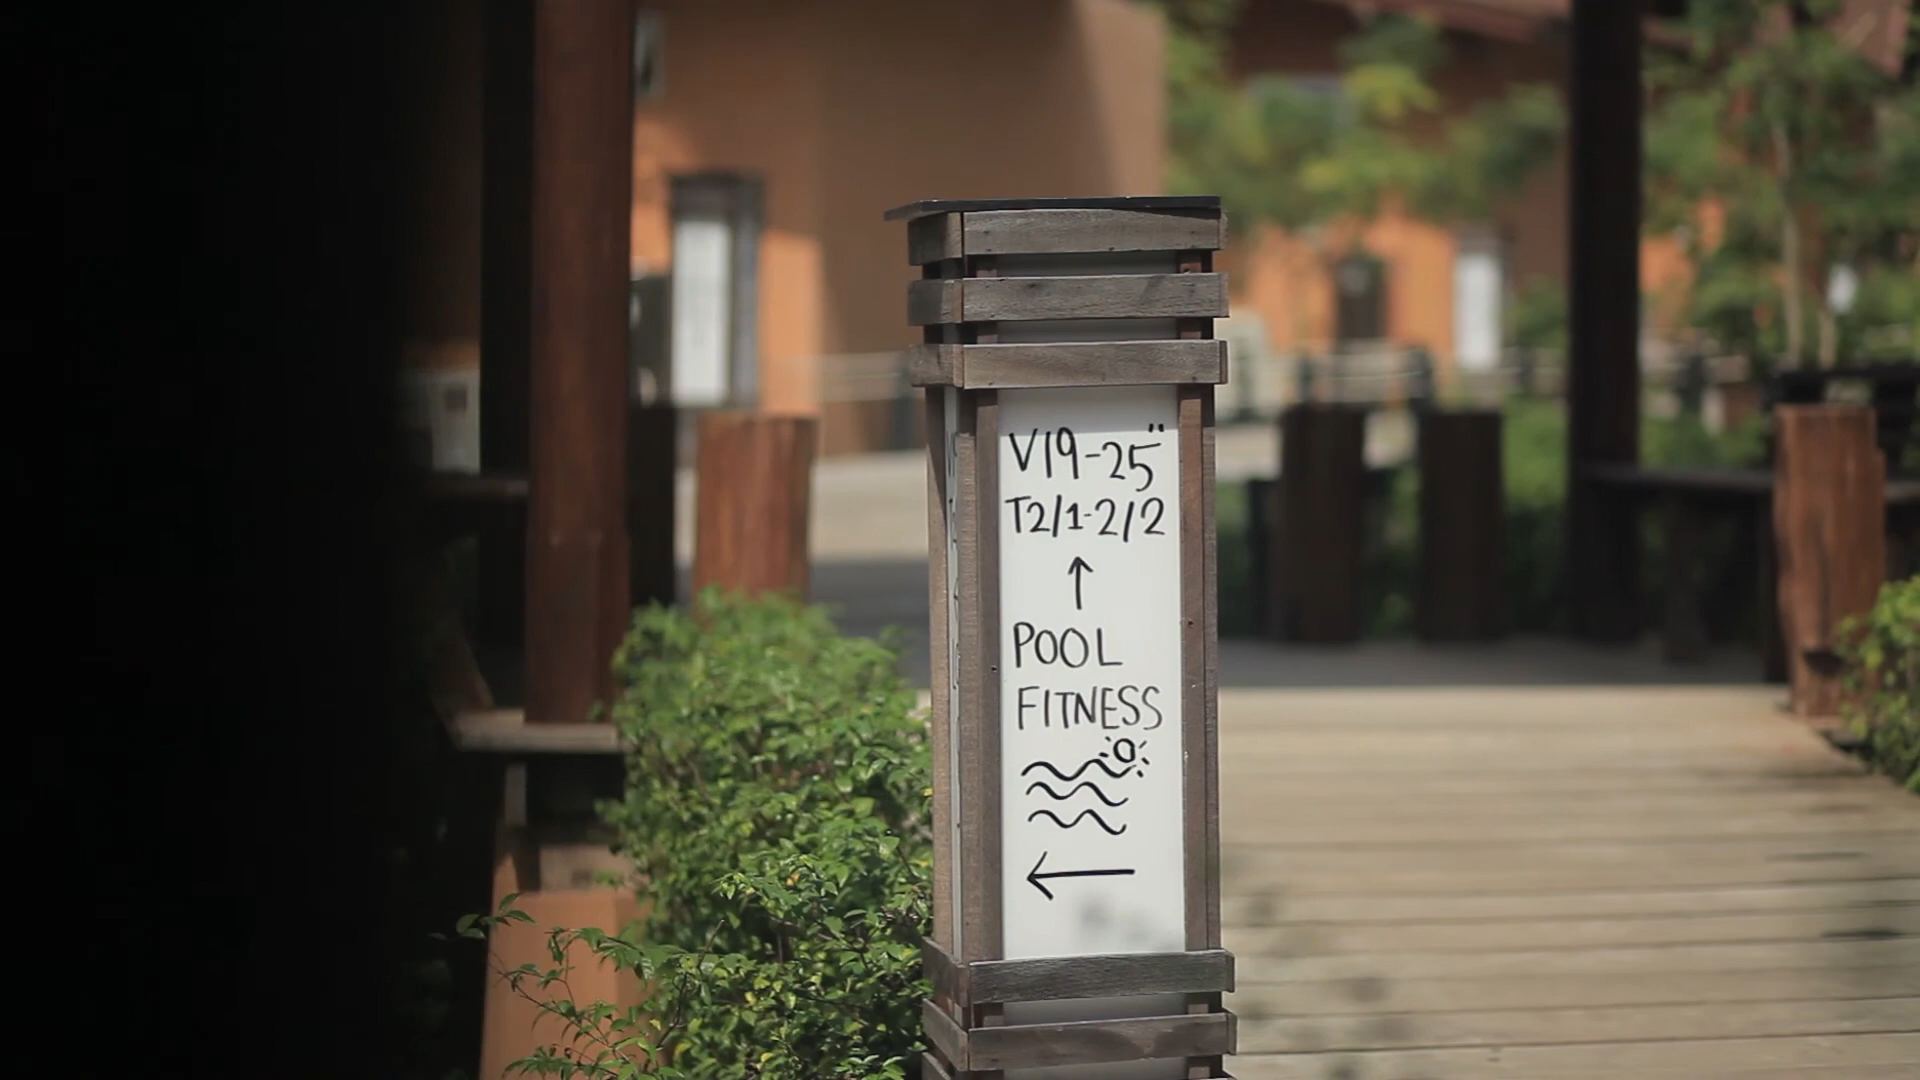 V19-25"
T2/1-2/2
↑
POOL
FITNESS
←